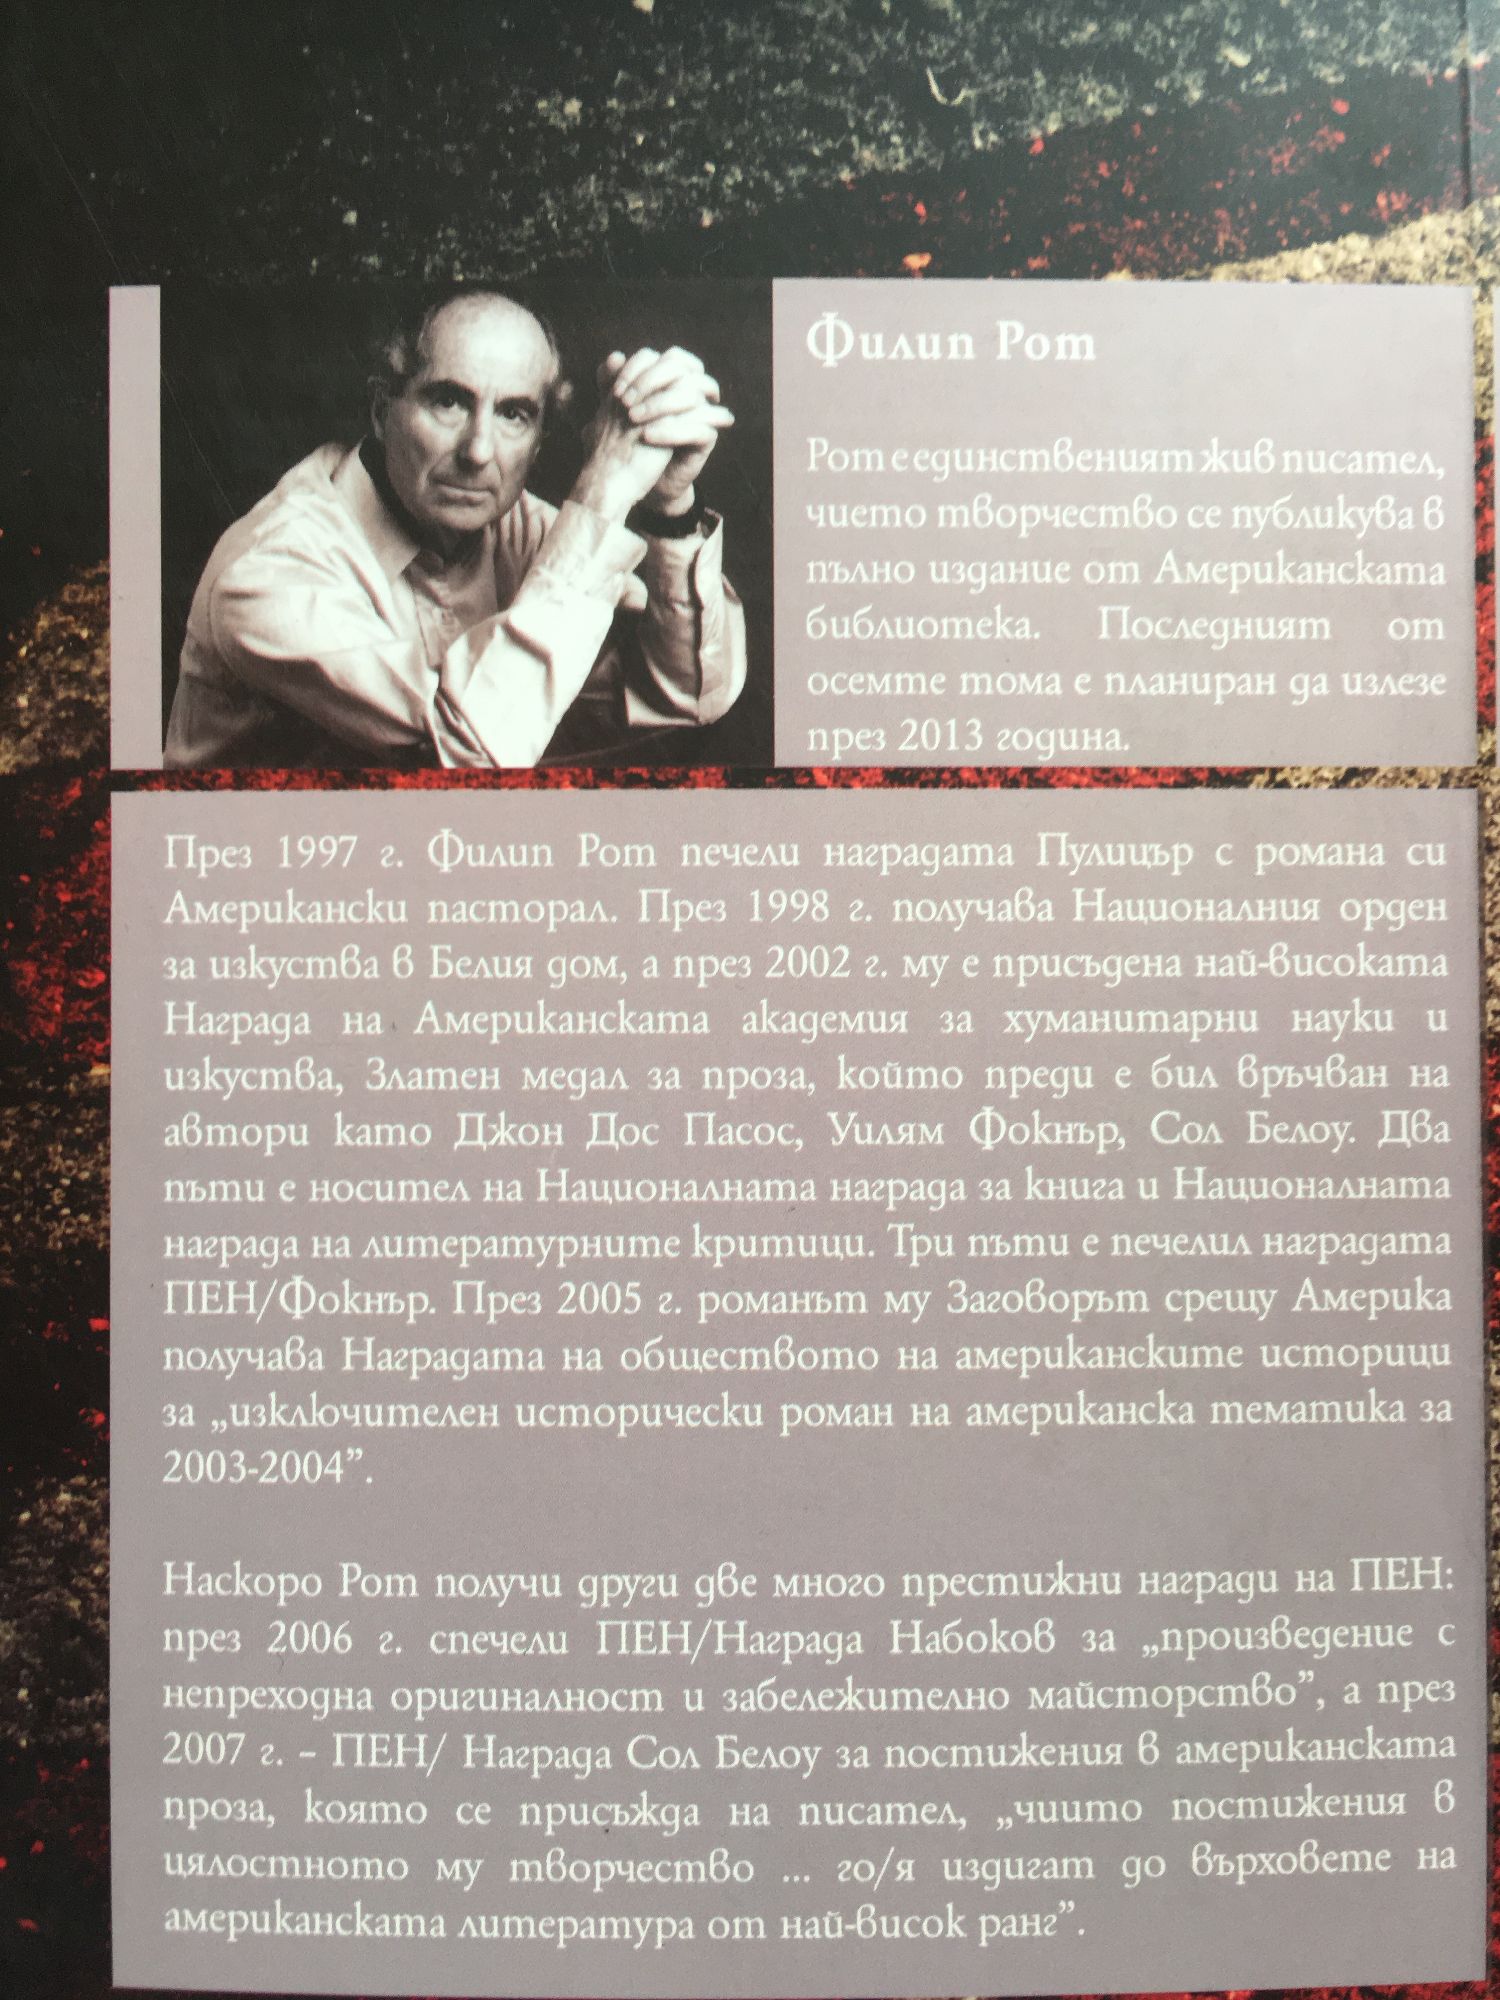 Филип Рот
Рот е единственият жив писател,
чието творчество се публикува в
пълно издание от Американската
библиотека. Последният от
осемте тома е планиран да излезе
през 2013 година.
През 1997 г. Филип Рот печели наградата Пулицър с романа си
Американски пасторал. През 1998 г. получава Националния орден
за изкуства в Белия дом, а през 2002 г. му е присъдена най-високата
Награда на Американската академия за хуманитарни науки и
изкуства, Златен медал за проза, който преди е бил връчван на
автори като Джон Дос Пасос, Уилям Фокнър, Сол Белоу. Два
пъти е носител на Националната награда за книга и Националната
награда на литературните критици. Три пъти е печелил наградата
ПЕН/Фокнър. През 2005 г. романът му Заговорът срещу Америка
получава Наградата на обществото на американските историци
за „изключителен исторически роман на американска тематика за
2003-2004”.
Наскоро Рот получи други две много престижни награди на ПЕН:
през 2006 г. спечели ПЕН/Награда Набоков за „произведение с
непреходна оригиналност и забележително майсторство”, а през
2007 г. – ПЕН/ Награда Сол Белоу за постижения в американската
проза, която се присъжда на писател, „чиито постижения в
цялостното му творчество ... го/я издигат до върховете на
американската литература от най-висок ранг”.